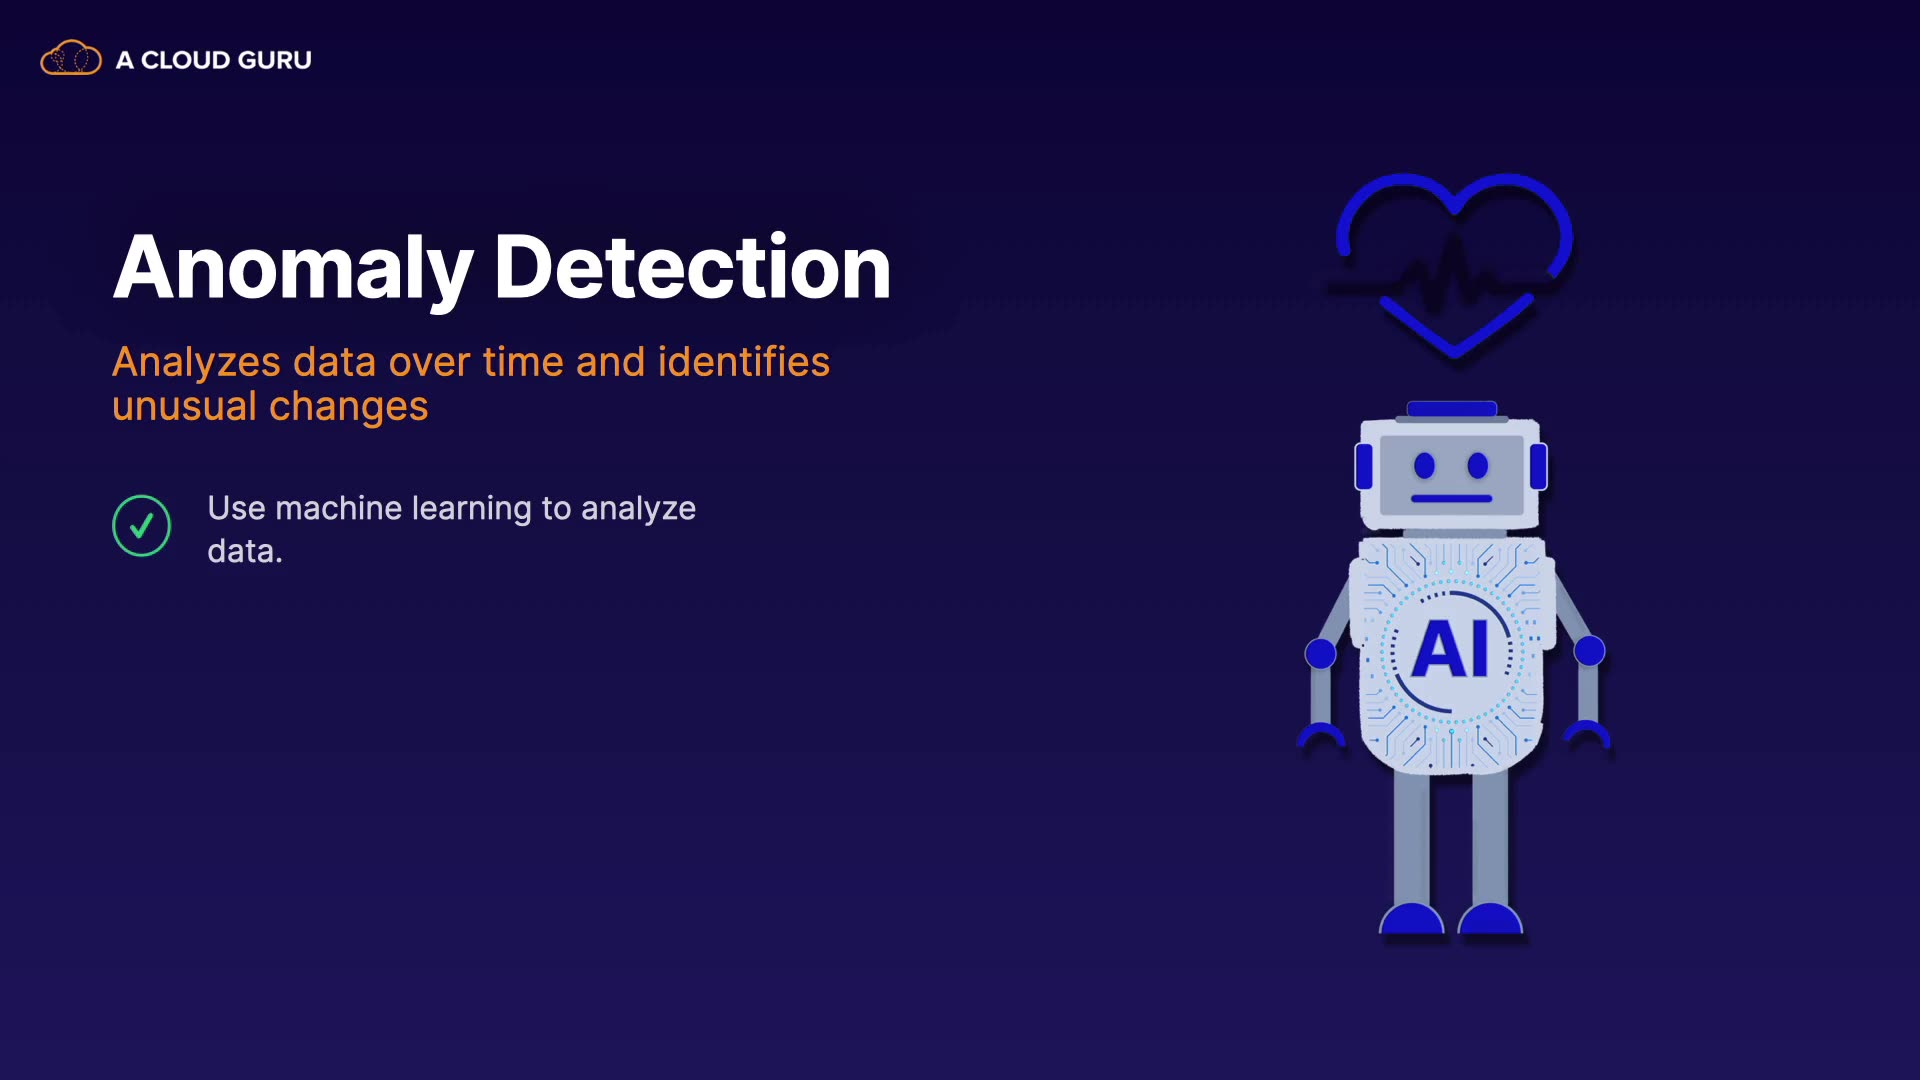 A CLOUD GURU
Anomaly Detection
Analyzes data over time and identifies
unusual changes
Use machine learning to analyze
data.
AI